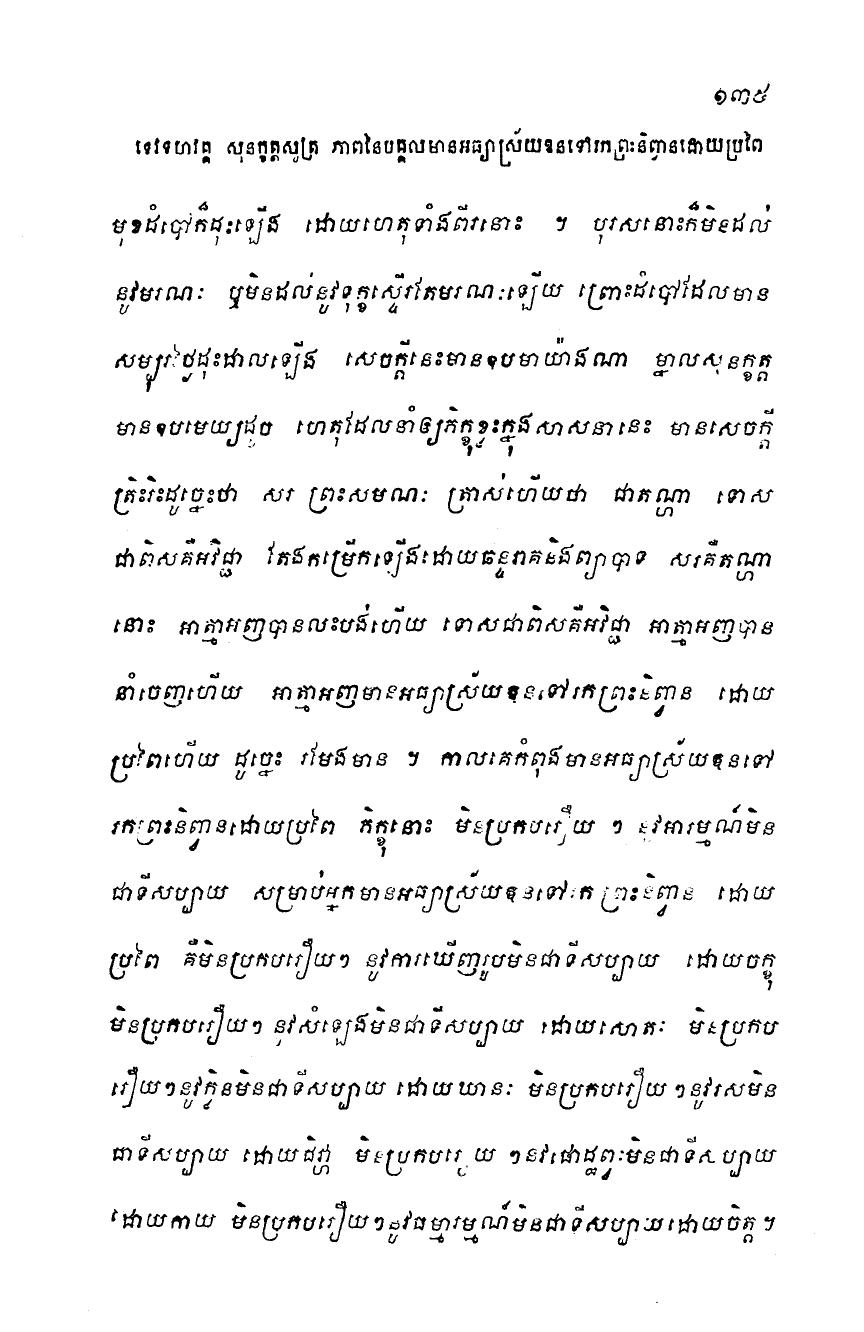 ១៣៥
ទេវទហវគ្គ សុនក្ខត្តសូត្រ ភាពនៃបគ្គលមានអធ្យាស្រ័យឱនទៅរកព្រះនិព្វានដោយប្រពៃ
មុខដំបៅក៏ដុះឡើង ដោយហេតុទាំងពីរនោះ ។ បុរសនោះក៏មិនដល់
នូវមរណៈ ឬមិនដល់នូវទុក្ខស្ទើរតែមរណៈឡើយ ព្រោះដំបៅដែលមាន
សម្បុរថ្លៃដុះជាលឡើង សេចក្តីនេះមានឧបមាយ៉ាងណា ម្នាលសុនក្ខត្ត
មានឧបមេយ្យដូច ហេតុដែលនាំឲ្យភិក្ខុខ្លះក្នុងសាសនានេះ មានសេចក្តី
ត្រិះរិះដូច្នេះថា សរ ព្រះសមណៈ ត្រាស់ហើយថា ជាតណ្ហា ទោស
ជាពិសគឺអវិជ្ជា តែងកម្រើកឡើងដោយឆន្ទរាគនិងព្យាបាទ សរគឺតណ្ហា
នោះ អាត្មាអញបានលះបង់ហើយ ទោសជាពិសគឺអវិជ្ជា អាត្មាអញបាន
នាំចេញហើយ អាត្មាអញមានអធ្យាស្រ័យឱនទៅរកព្រះនិព្វាន ដោយ
ប្រពៃហើយ ដូច្នេះ រមែងមាន ។ កាលគេកំពុងមានអធ្យាស្រ័យឱនទៅ
រកព្រះនិព្វានដោយប្រពៃ ភិក្ខុនោះ មិនប្រកបរឿយ ៗ នូវអារម្មណ៍មិន
ជាទីសប្បាយ សម្រាប់អ្នកមានអធ្យាស្រ័យឱនទៅរក ព្រះនិព្វាន ដោយ
ប្រពៃ គឺមិនប្រកបរឿយៗ នូវការឃើញរូបមិនជាទីសប្បាយ ដោយចក្ខុ
មិនប្រកបរឿយៗ នូវសំឡេងមិនជាទីសប្បាយ ដោយសោតៈ មិនប្រកប
រឿយៗនូវក្លិនមិនជាទីសប្បាយ ដោយឃានៈ មិនប្រកបរឿយ ៗនូវរសមិន
ជាទីសប្បាយ ដោយជិវ្ហា មិនប្រកបរឿយ ៗនូវផោដ្ឋព្វៈមិនជាទីសប្បាយ
ដោយកាយ មិនប្រកបរឿយៗនូវធម្មារម្មណ៍មិនជាទីសប្បាយដោយចិត្ត។